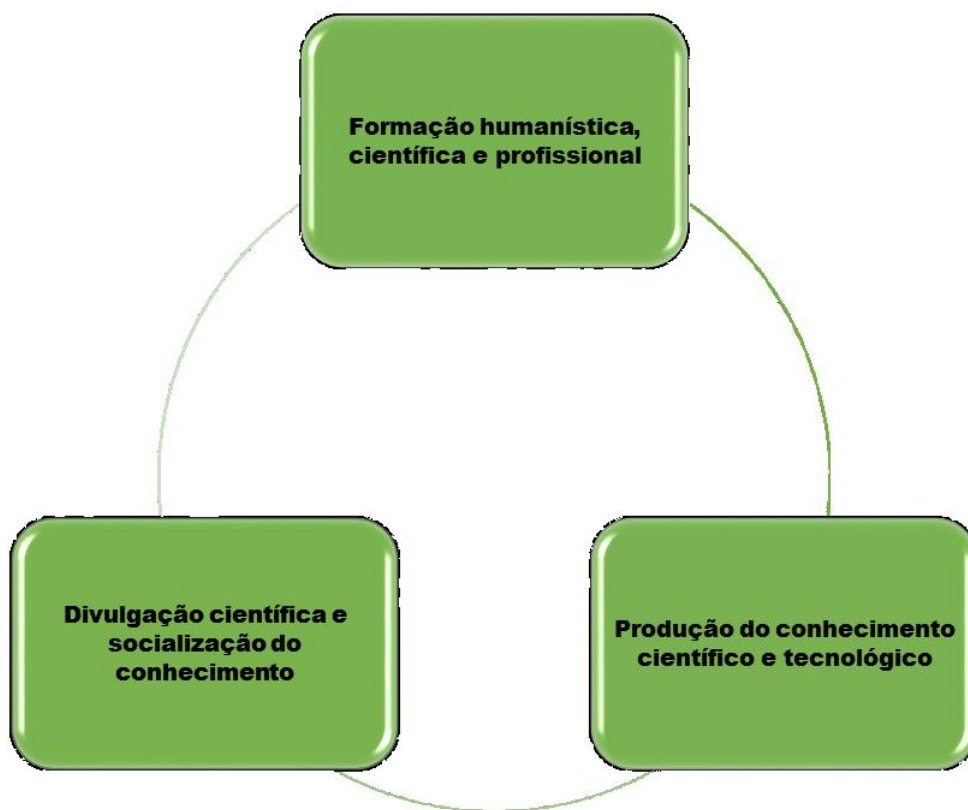 Formação humanística,
científica e profissional
Divulgação científica e
socialização do
conhecimento
Produção do conhecimento
científico e tecnológico